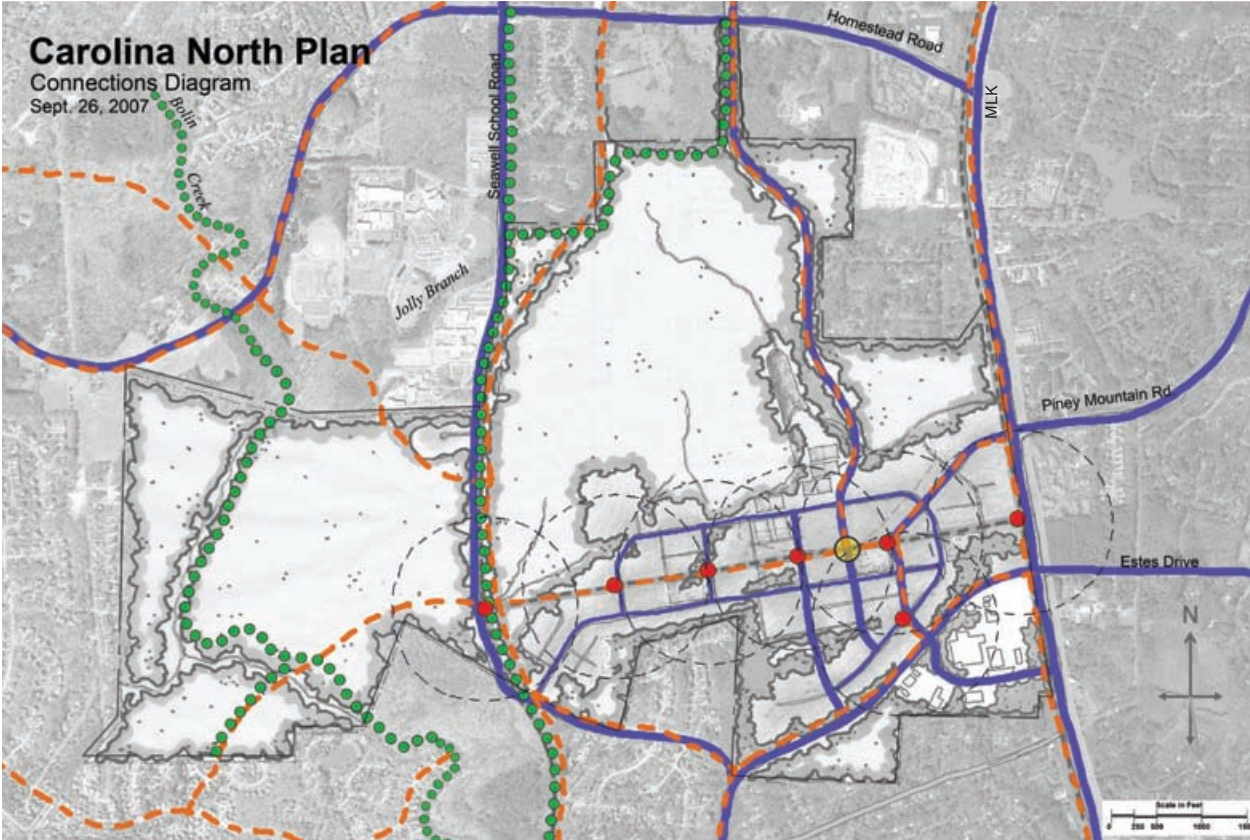 Carolina North Plan
Connections Diagram
Sept. 26, 2007
Bolin
Creek
Jolly Branch
Seawell School Road
Homestead Road
MLK
Piney Mountain Rd.
Estes Drive
N
Scale in Feet
0 250 500 1000